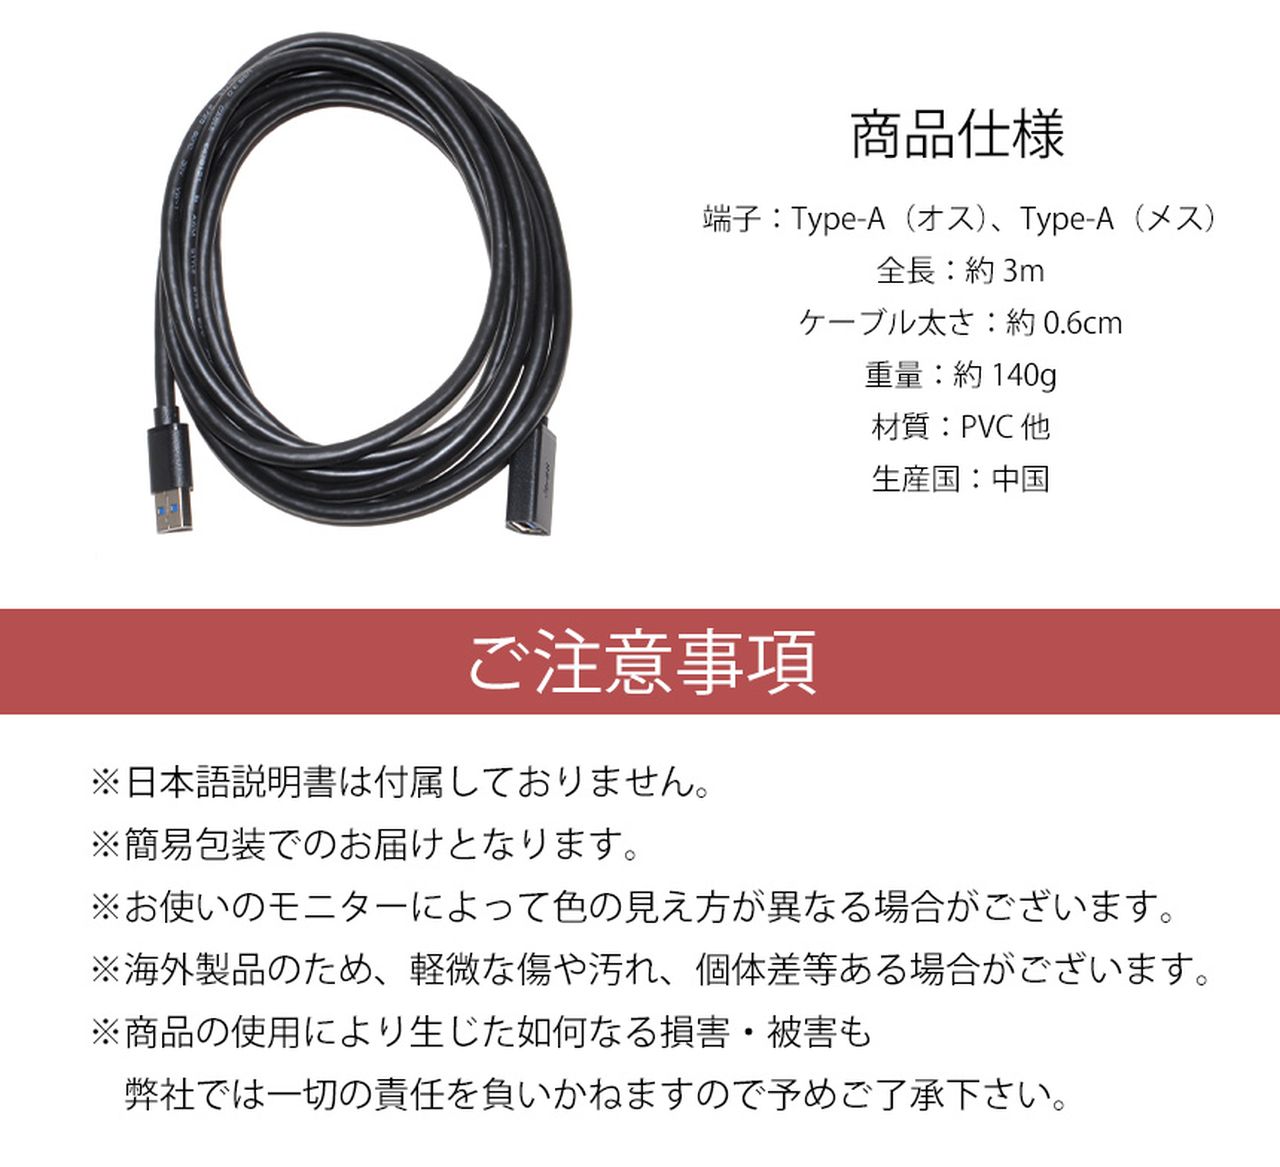 商品仕様
端子：Type-A（オス）、Type-A（メス）
全長：約 3m
ケーブル太さ：約 0.6cm
重量：約 140g
材質：PVC 他
生産国：中国
ご注意事項
※日本語説明書は付属しておりません。
※簡易包装でのお届けとなります。
※お使いのモニターによって色の見え方が異なる場合がございます。
※海外製品のため、軽微な傷や汚れ、個体差等ある場合がございます。
※商品の使用により生じた如何なる損害・被害も
弊社では一切の責任を負いかねますので予めご了承下さい。